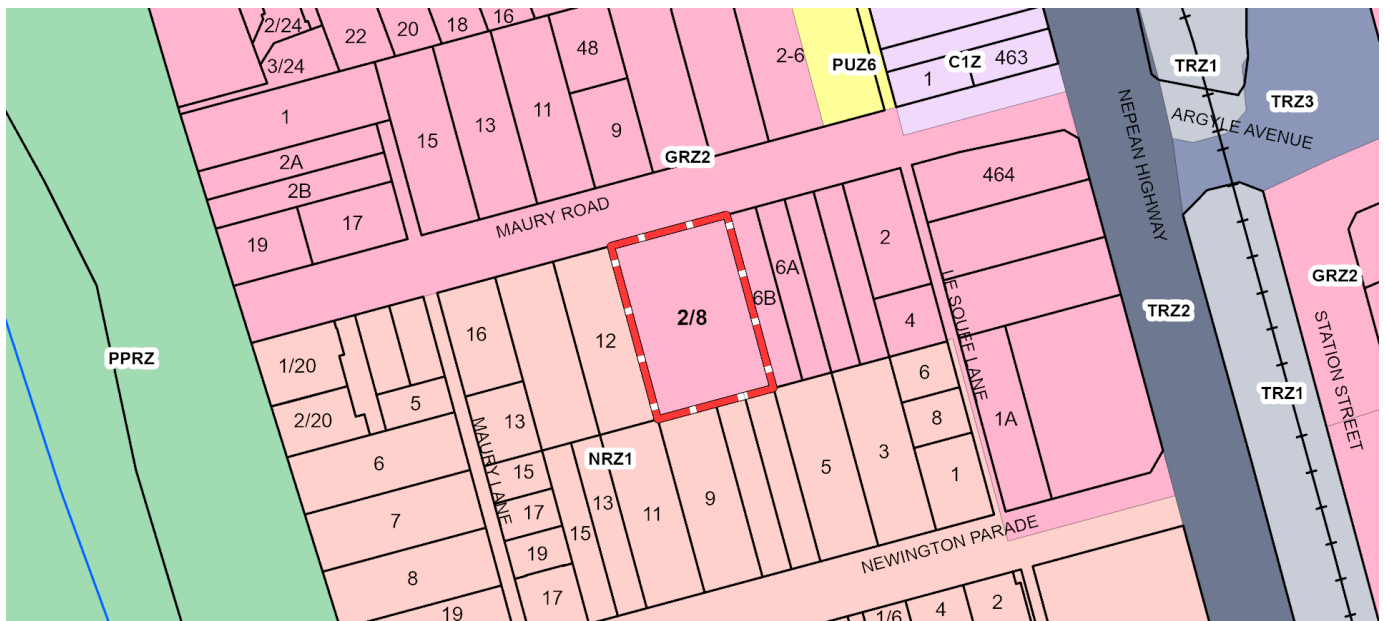 2/24
22
20
18
16
3/24
48
2-6
PUZ6
C1Z
463
1
TRZ1
TRZ3
ARGYLE AVENUE
NEPEAN HIGHWAY
1
15
13
11
9
GRZ2
2A
2B
17
19
MAURY ROAD
464
2
6A
6B
4
LE SOUEF LANE
GRZ2
TRZ2
STATION STREET
TRZ1
PPRZ
1/20
2/20
16
12
2/8
5
13
MAURY LANE
NRZ1
6
8
1A
6
7
8
19
15
17
19
17
15
13
11
9
5
3
1
NEWINGTON PARADE
1/6
4
2